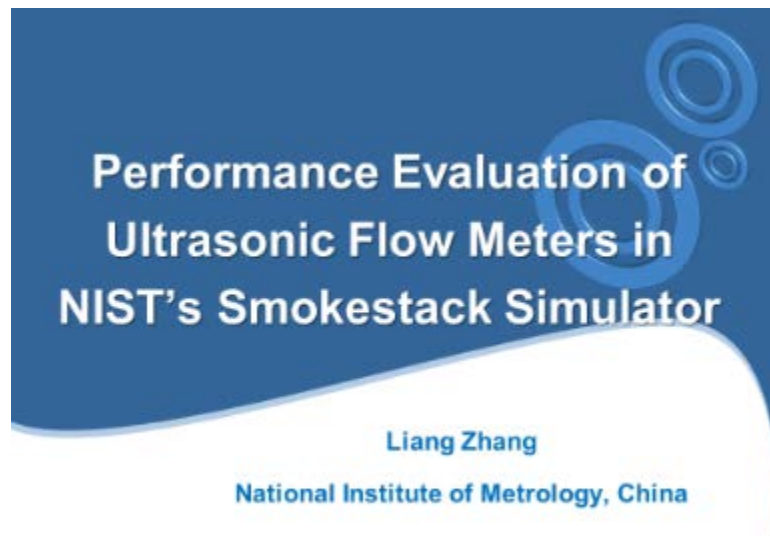 Performance Evaluation of
Ultrasonic Flow Meters in
NIST's Smokestack Simulator
Liang Zhang
National Institute of Metrology, China